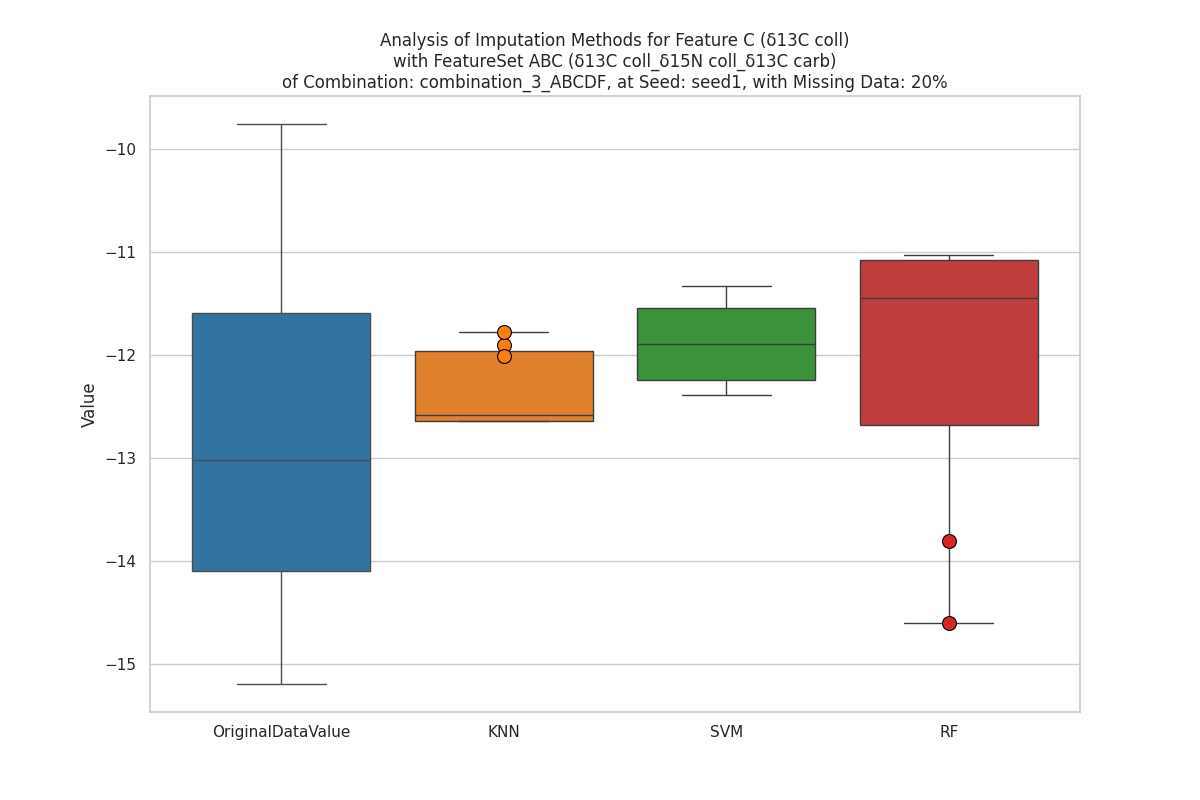 Analysis of Imputation Methods for Feature C (δ13C coll)
with FeatureSet ABC (δ13C coll_δ15N coll_δ13C carb)
of Combination: combination_3_ABCDF, at Seed: seed1, with Missing Data: 20%
Value
−10
−11
−12
−13
−14
−15
OriginalDataValue
KNN
SVM
RF